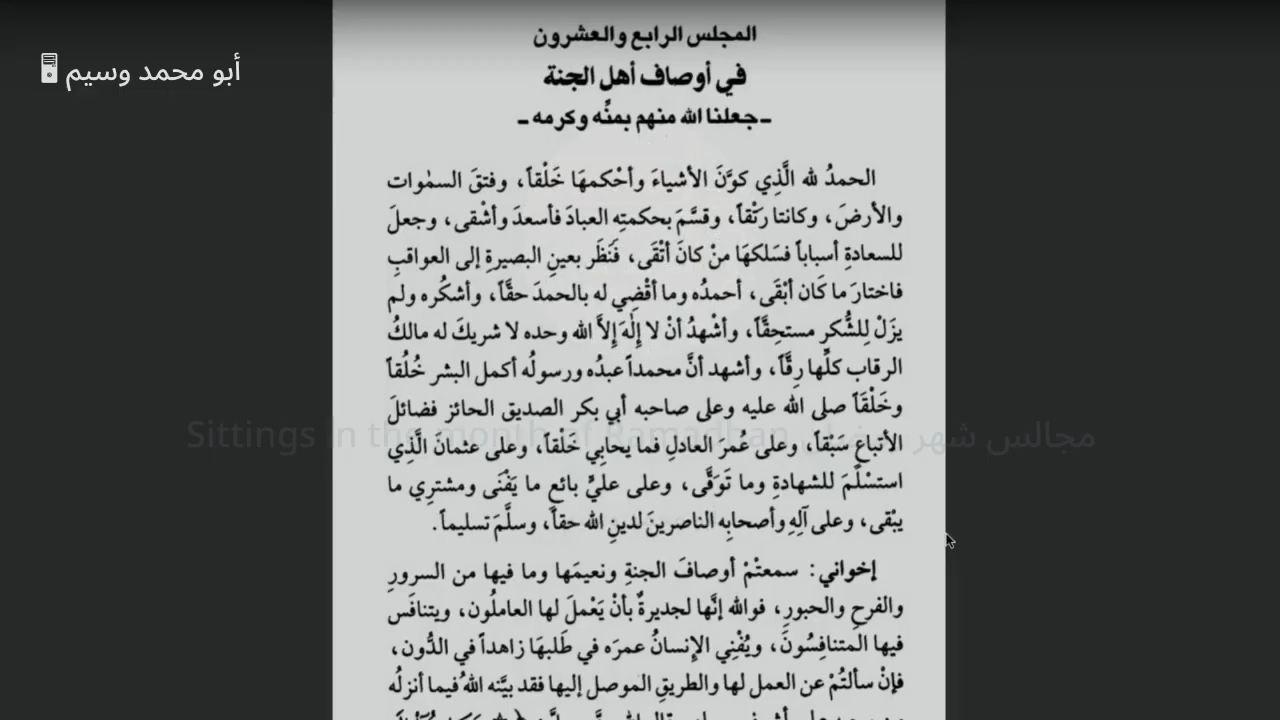 المجلس الرابع والعشرون
في أوصاف أهل الجنة
ـ جعلنا الله منهم بمنِّه وكرمه ـ
أبو محمد وسيم
الحمدُ لله الَّذِي كوَّنَ الأشياءَ وأحْكمهَا خَلْقاً، وفتقَ السمٰوات
والأرضَ، وكانتا رَتْقاً، وقسَّمَ بحكمتِه العبادَ فأسعدَ وأشْقى، وجعلَ
للسعادةِ أسباباً فسَلكهَا منْ كانَ أتْقَى، فَنَظَر بعينِ البصيرةِ إلى العواقبِ
فاختارَ ما كَان أبْقَى، أحمدُه وما أقْضِي له بالحمدَ حقَّاً، وأشكُره ولم
يزَلْ لِلشُّكرِ مستحِقَّاً، وأشْهدُ أنْ لا إِلٰهَ إِلاَّ الله وحده لا شريكَ له مالكُ
الرقاب كلِّها رِقَّاً، وأشهد أنَّ محمداً عبدُه ورسولُه أكمل البشر خُلُقاً
وخَلْقَاً صلى الله عليه وعلى صاحبه أبي بكر الصديق الحائز فضائلَ
Sittings in the month of Ramadhan مجالس شهر رمضان
الأتباعِ سَبْقاً، وعلى عُمرَ العادلِ فما يحابِي خَلْقاً، وعلى عثمانَ الَّذِي
استسْلَمَ للشهادةِ وما تَوَقَّى، وعلى عليٍّ بائعِ ما يَفْنَى ومشترِي ما
يبْقى، وعلى آلِهِ وأصحابِه الناصرينَ لدينِ الله حقاً، وسلَّمَ تسليماً.
إخواني: سمعتْمْ أوصافَ الجنةِ ونعيمَها وما فيها من السرورِ
والفرحِ والحبورِ، فوالله إنَّها لجديرةٌ بأنْ يَعْملَ لها العاملُون، ويتنافَس
فيها المتنافِسُونَ، ويُفْنِي الإنسانُ عمرَه في طَلبهَا زاهداً في الدُّون،
فإنْ سألتُمْ عن العمل لها والطريقِ الموصل إليها فقد بيَّنه اللهُ فيما أنزلُه